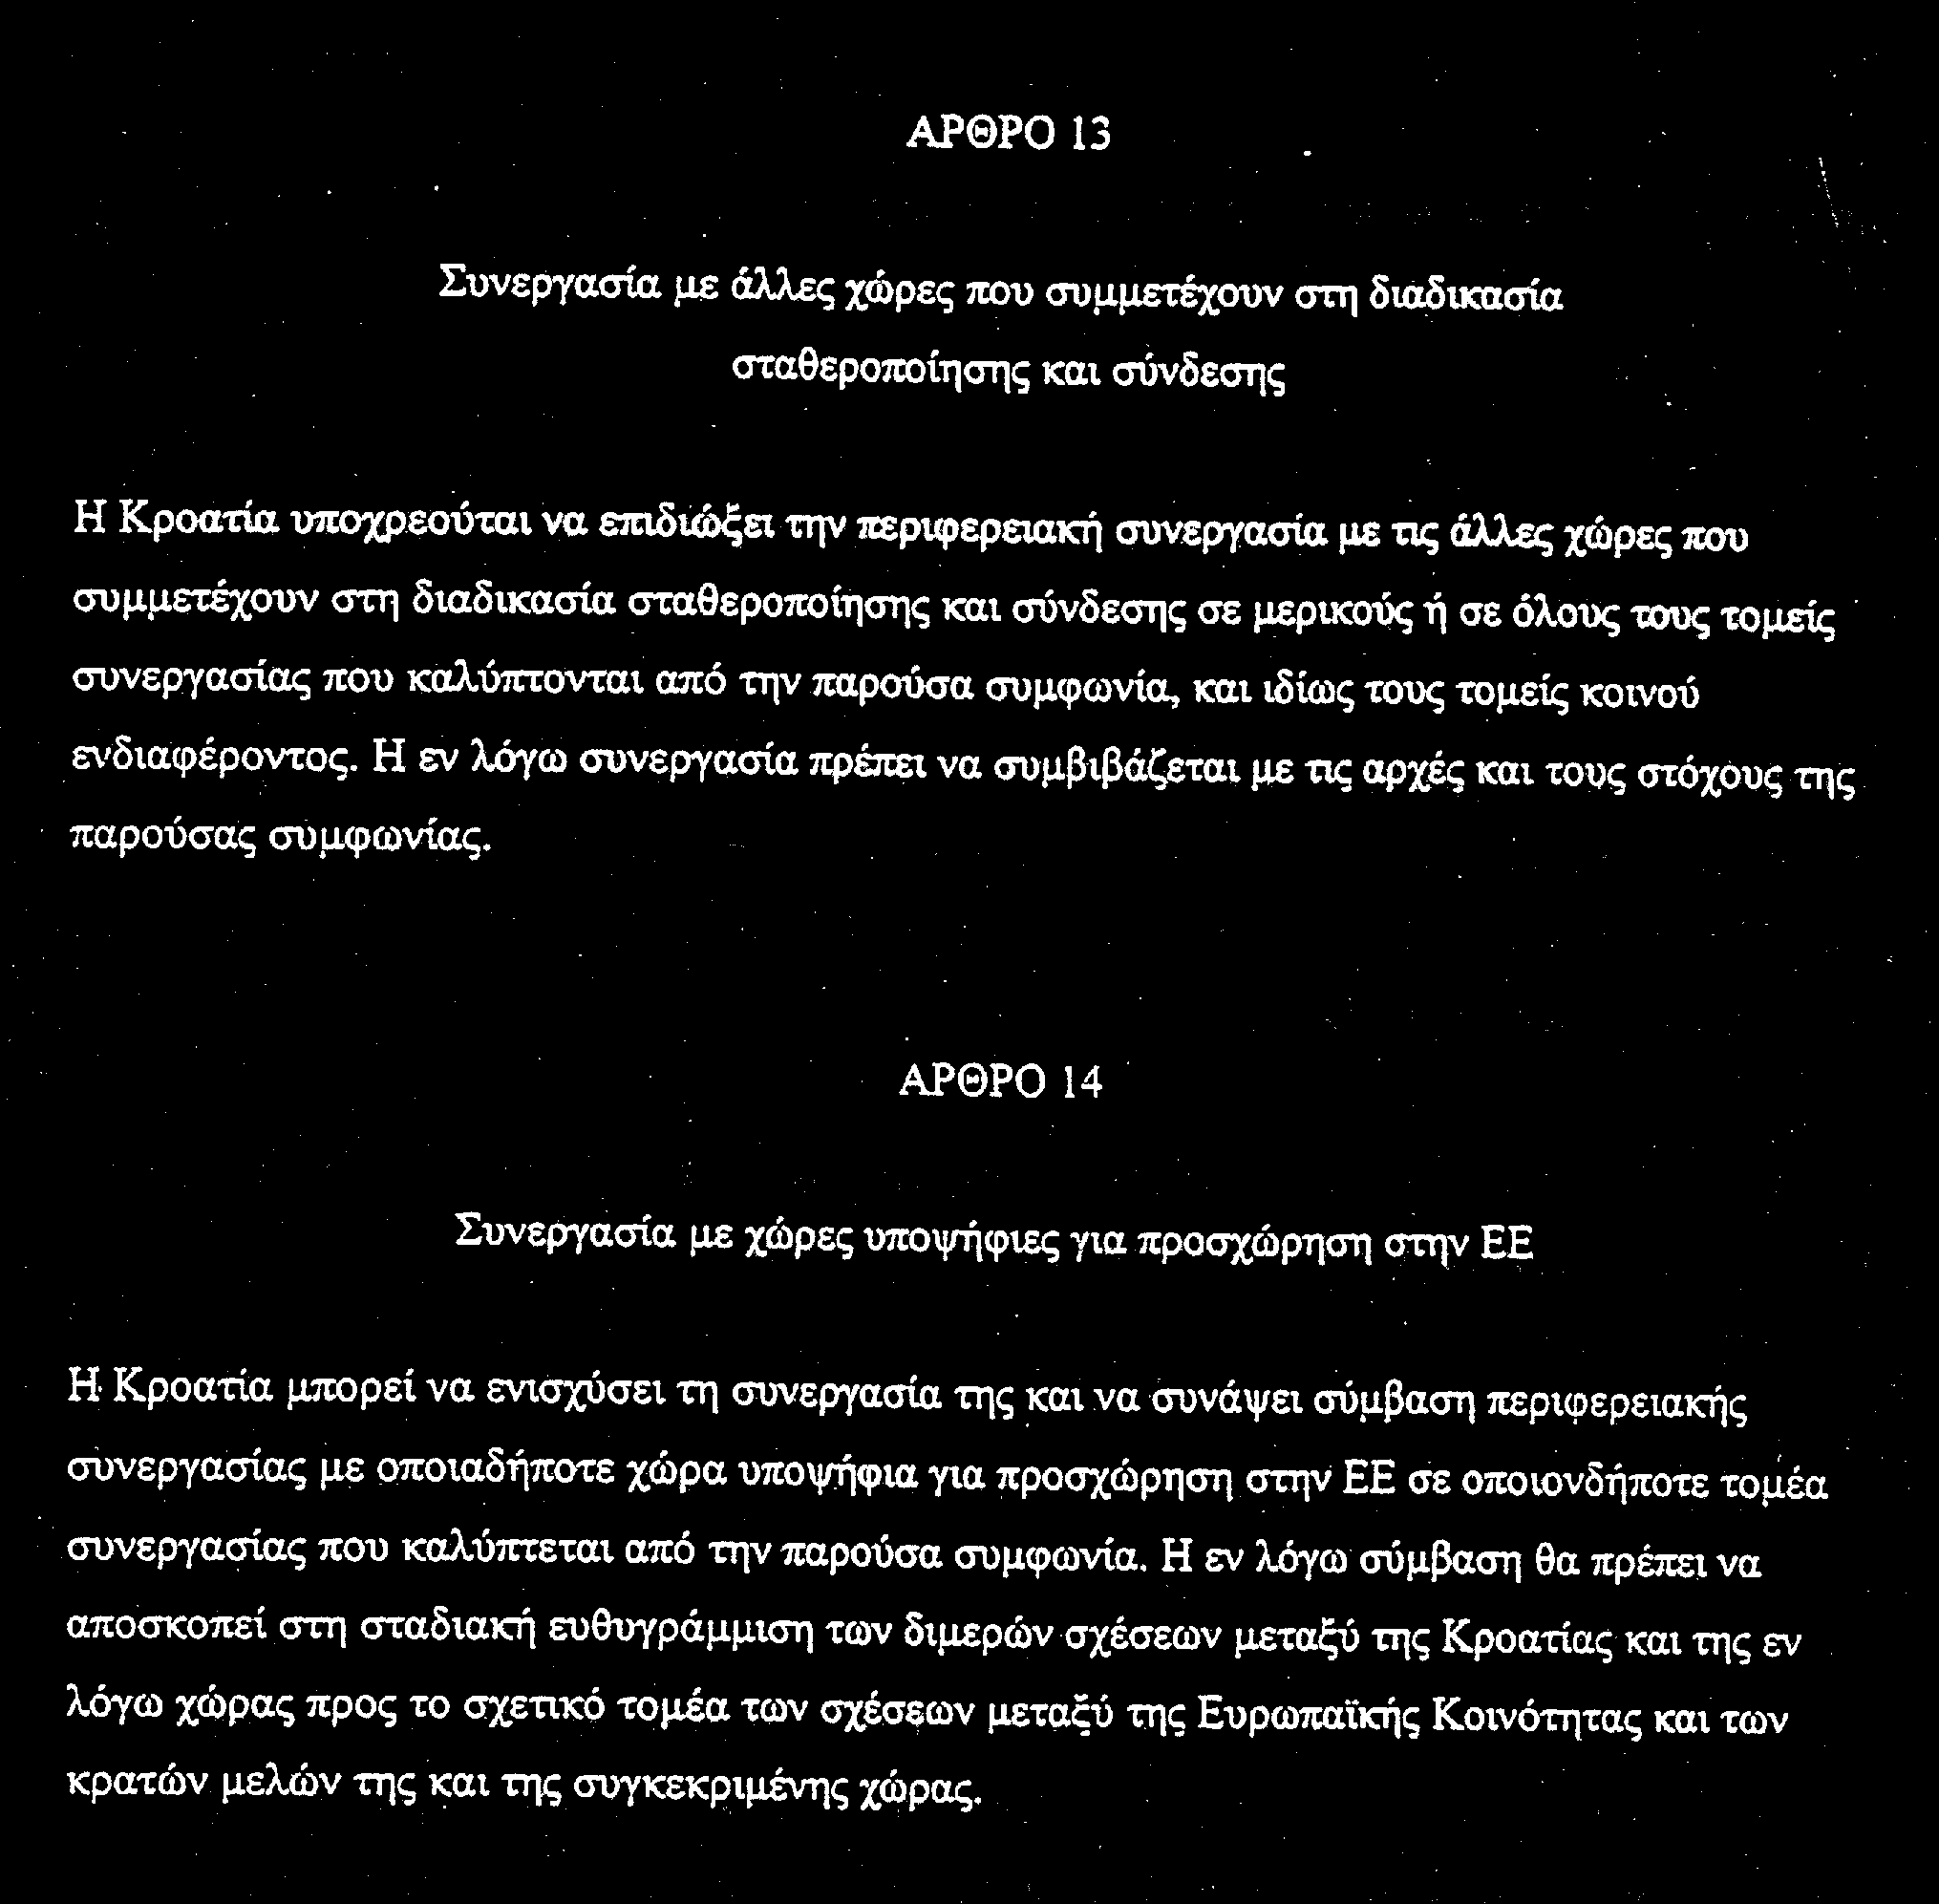 ΑΡΘΡΟ 13
Συνεργασία με άλλες χώρες που συμμετέχουν στη διαδικασία
σταθεροποίησης και σύνδεσης
Η Κροατία υποχρεούται να επιδιώξει την περιφερειακή συνεργασία με τις άλλες χώρες που
συμμετέχουν στη διαδικασία σταθεροποίησης και σύνδεσης σε μερικούς ή σε όλους τους τομείς
συνεργασίας που καλύπτονται από την παρούσα συμφωνία, και ιδίως τους τομείς κοινού
ενδιαφέροντος. Η εν λόγω συνεργασία πρέπει να συμβιβάζεται με τις αρχές και τους στόχους της
παρούσας συμφωνίας.
ΑΡΘΡΟ 14
Συνεργασία με χώρες υποψήφιες για προσχώρηση στην ΕΕ
Η Κροατία μπορεί να ενισχύσει τη συνεργασία της και να συνάψει σύμβαση περιφερειακής
συνεργασίας με οποιαδήποτε χώρα υποψήφια για προσχώρηση στην ΕΕ σε οποιονδήποτε τομέα
συνεργασίας που καλύπτεται από την παρούσα συμφωνία. Η εν λόγω σύμβαση θα πρέπει να
αποσκοπεί στη σταδιακή ευθυγράμμιση των διμερών σχέσεων μεταξύ της Κροατίας και της εν
λόγω χώρας προς το σχετικό τομέα των σχέσεων μεταξύ της Ευρωπαϊκής Κοινότητας και των
κρατών μελών της και της συγκεκριμένης χώρας.